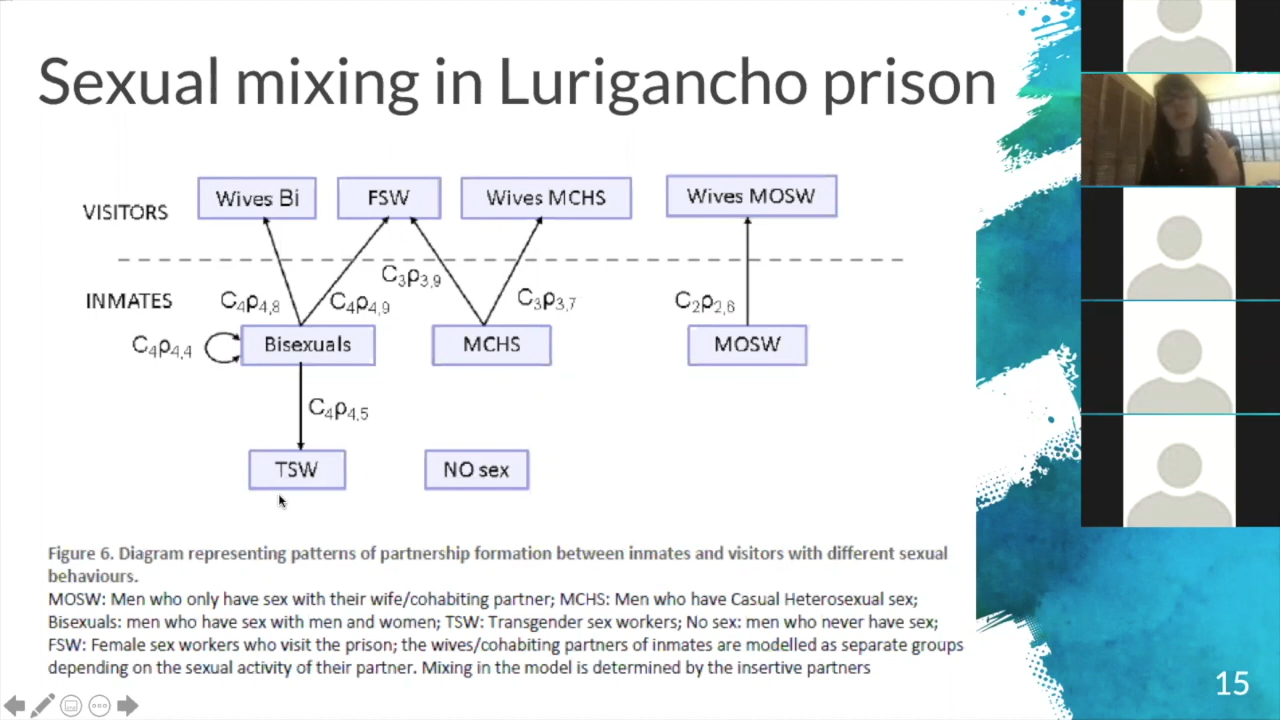 Sexual mixing in Lurigancho prison
VISITORS
Wives Bi
FSW
Wives MCHS
Wives MOSW
INMATES
C₄ρ₄,₈
C₄ρ₄,₉
C₃ρ₃,₉
C₃ρ₃,₇
C₂ρ₂,₆
C₄ρ₄,₄
Bisexuals
MCHS
MOSW
C₄ρ₄,₅
TSW
NO sex
Figure 6. Diagram representing patterns of partnership formation between inmates and visitors with different sexual
behaviours.
MOSW: Men who only have sex with their wife/cohabiting partner; MCHS: Men who have Casual Heterosexual sex;
Bisexuals: men who have sex with men and women; TSW: Transgender sex workers; No sex: men who never have sex;
FSW: Female sex workers who visit the prison; the wives/cohabiting partners of inmates are modelled as separate groups
depending on the sexual activity of their partner. Mixing in the model is determined by the insertive partners
15